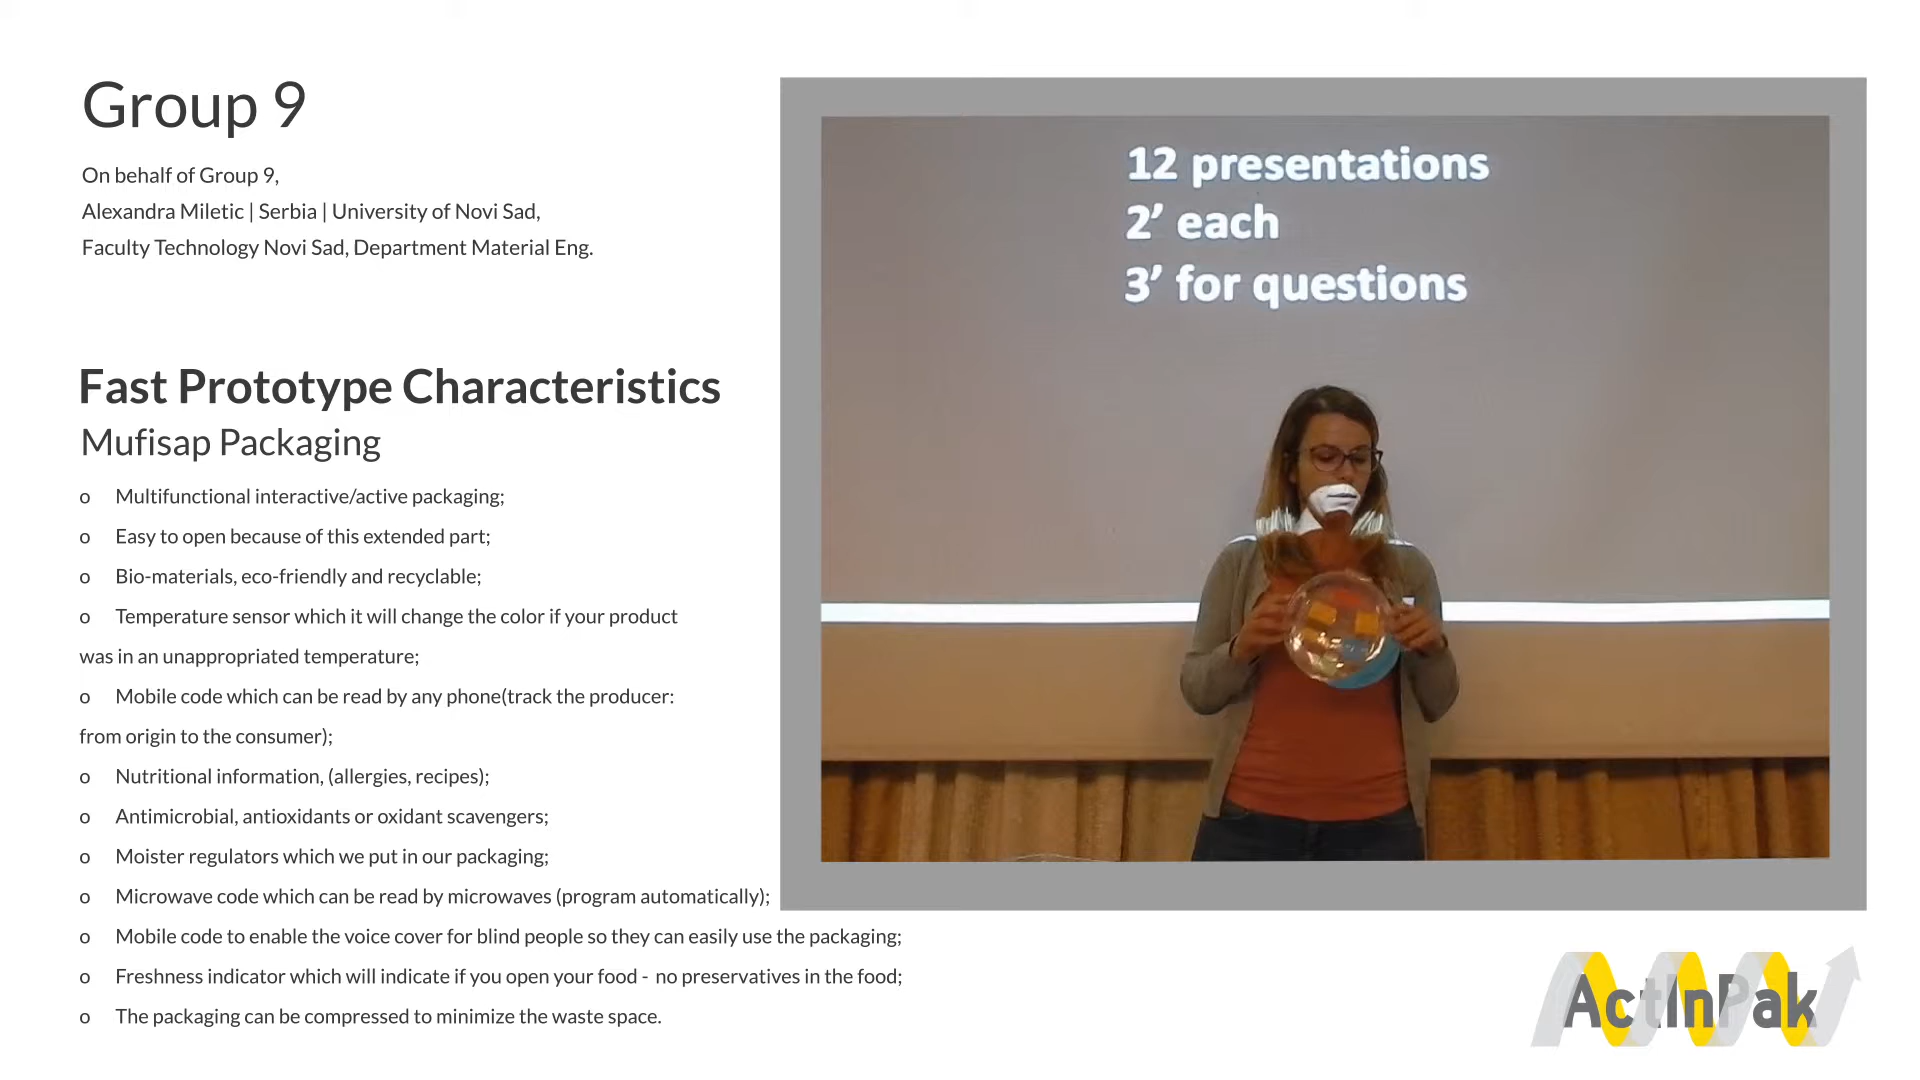 Group 9
On behalf of Group 9,
Alexandra Miletic | Serbia | University of Novi Sad,
Faculty Technology Novi Sad, Department Material Eng.
Fast Prototype Characteristics
Mufisap Packaging
o Multifunctional interactive/active packaging;
o Easy to open because of this extended part;
o Bio-materials, eco-friendly and recyclable;
o Temperature sensor which it will change the color if your product
was in an unappropriated temperature;
o Mobile code which can be read by any phone(track the producer:
from origin to the consumer);
o Nutritional information, (allergies, recipes);
o Antimicrobial, antioxidants or oxidant scavengers;
o Moister regulators which we put in our packaging;
o Microwave code which can be read by microwaves (program automatically);
o Mobile code to enable the voice cover for blind people so they can easily use the packaging;
o Freshness indicator which will indicate if you open your food - no preservatives in the food;
o The packaging can be compressed to minimize the waste space.
12 presentations
2’ each
3’ for questions
ActInPak